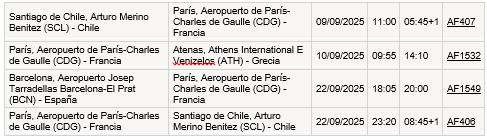 Santiago de Chile, Arturo Merino
Benitez (SCL) - Chile
París, Aeropuerto de París-Charles
de Gaulle (CDG) -
Francia
09/09/2025
11:00
05:45+1
AF407
París, Aeropuerto de París-Charles
de Gaulle (CDG) - Francia
Atenas, Athens International E
Venizelos (ATH) - Grecia
10/09/2025
09:55
14:10
AF1532
Barcelona, Aeropuerto Josep
Tarradellas Barcelona-El Prat
(BCN) - España
París, Aeropuerto de París-Charles
de Gaulle (CDG) -
Francia
22/09/2025
18:05
20:00
AF1549
París, Aeropuerto de París-Charles
de Gaulle (CDG) - Francia
Santiago de Chile, Arturo
Merino Benitez (SCL) - Chile
22/09/2025
23:20
08:45+1
AF406